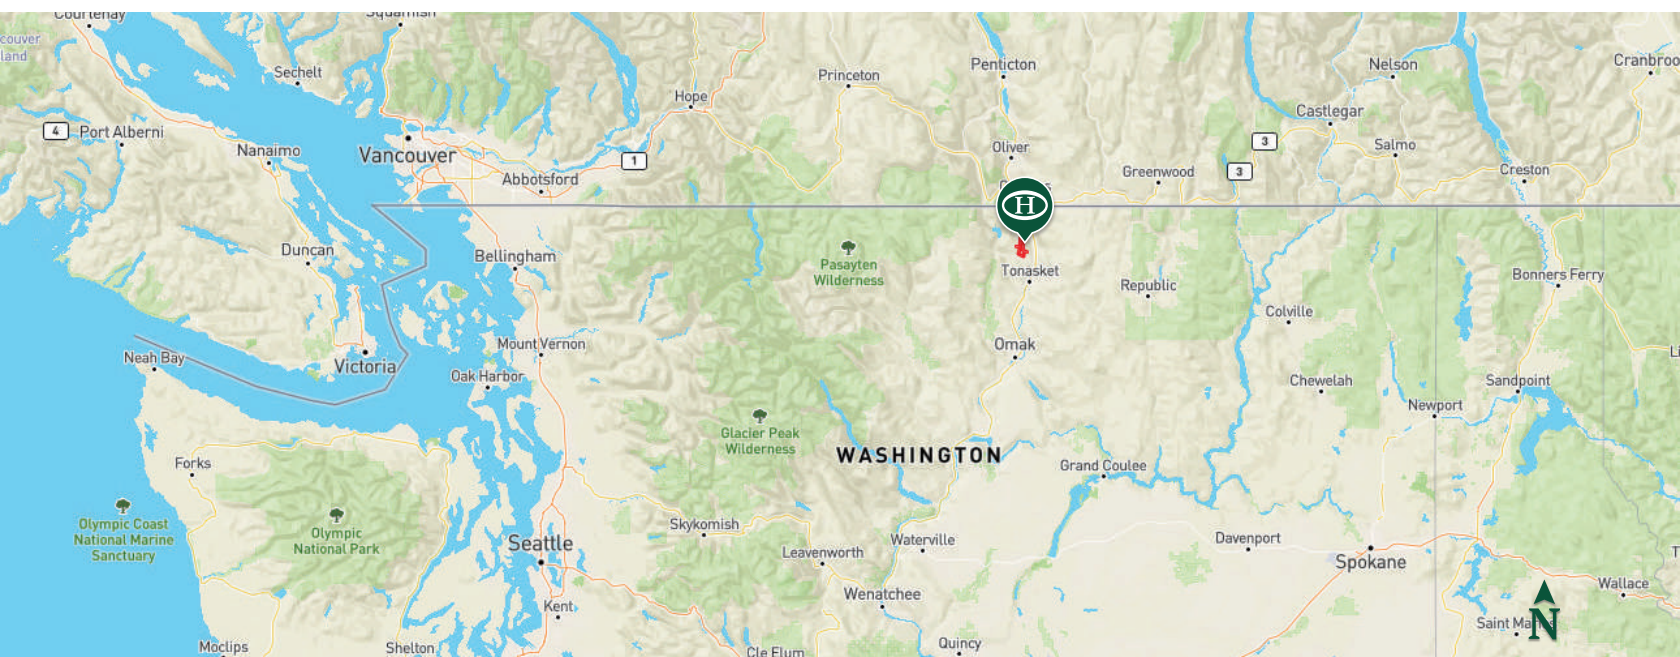 Courtenay
Squamish
couver
land
Sechelt
Princeton
Penticton
Nelson
Cranbroo
Hope
Castlegar
4
Port Alberni
Nanaimo
Vancouver
1
Oliver
3
Salmo
Abbotsford
Greenwood
3
Creston
H
Duncan
Bellingham
Pasayten
Wilderness
Tonasket
Republic
Bonners Ferry
Colville
Neah Bay
Victoria
Mount Vernon
Omak
Li
Oak Harbor
Chewelah
Sandpoint
Newport
Glacier Peak
Wilderness
WASHINGTON
Forks
Grand Coulee
Olympic Coast
National Marine
Sanctuary
Olympic
National Park
Skykomish
Seattle
Leavenworth
Waterville
Davenport
Spokane
T
Wallace
Kent
Wenatchee
Saint Ma
N
Moclips
Shelton
Cle Elum
Quincy